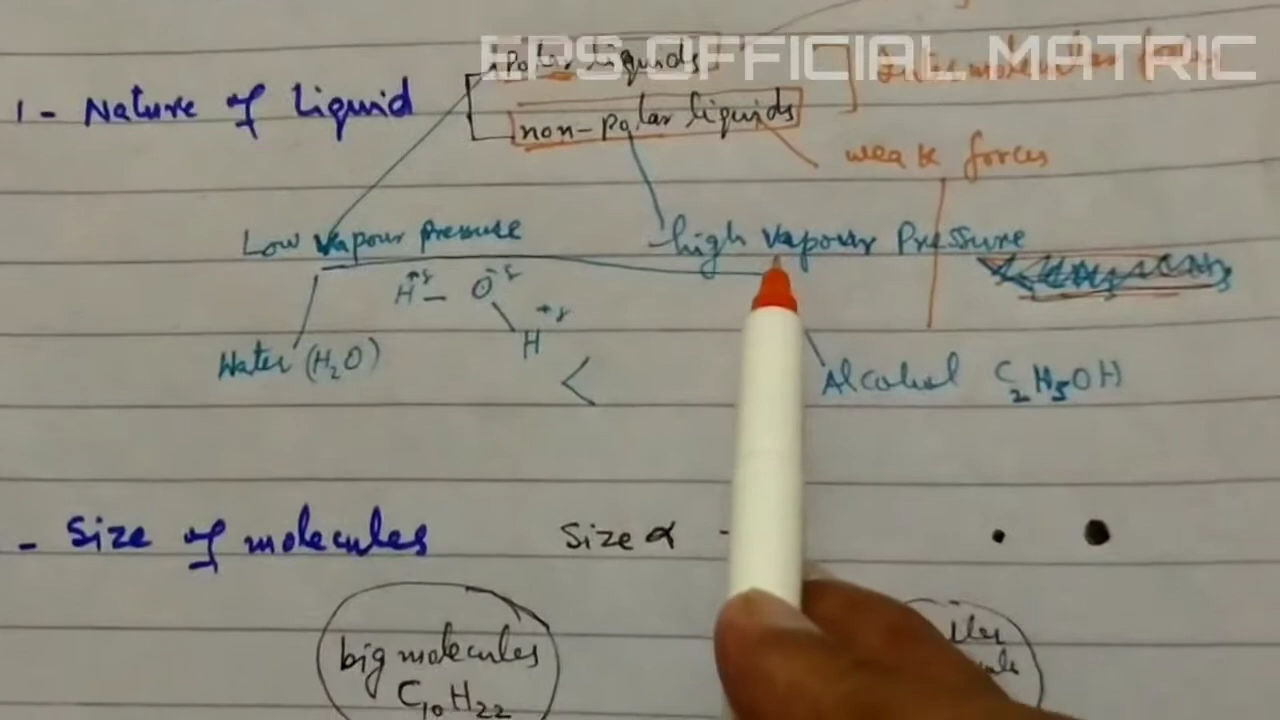 EPS OFFICIAL MATRIC
Polar liquids
1- Nature of Liquid
non-polar liquids
weak forces
Low vapour pressure
high vapour Pressure
H+δ — O-δ
H+δ
Water (H2O)
<
Alcohol C2H5OH
- Size of molecules
Size α -
big molecules
C10H22